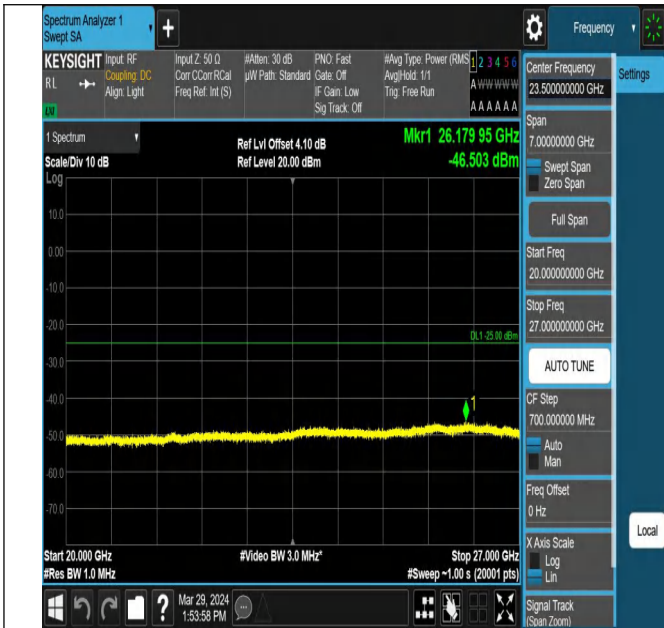 Spectrum Analyzer 1
Swept SA
+
Frequency
KEYSIGHT
RL
LXI
Input: RF
Coupling: DC
Align: Light
Input Z: 50 Ω
Corr CCorr RCal
Freq Ref: Int (S)
#Atten: 30 dB
µW Path: Standard
PNO: Fast
Gate: Off
IF Gain: Low
Sig Track: Off
#Avg Type: Power (RMS
Avg|Hold: 1/1
Trig: Free Run
1 2 3 4 5 6
A W W W W W
A A A A A A
1 Spectrum
Scale/Div 10 dB
Ref Lvl Offset 4.10 dB
Ref Level 20.00 dBm
Mkr1 26.179 95 GHz
-46.503 dBm
Log
10.0
0.00
-10.0
-20.0
-30.0
-40.0
-50.0
-60.0
-70.0
DL1 -25.00 dBm
1
Start 20.000 GHz
#Res BW 1.0 MHz
#Video BW 3.0 MHz*
Stop 27.000 GHz
#Sweep ~1.00 s (20001 pts)
Mar 29, 2024
1:53:58 PM
Center Frequency
23.500000000 GHz
Settings
Span
7.00000000 GHz
Swept Span
Zero Span
Full Span
Start Freq
20.000000000 GHz
Stop Freq
27.000000000 GHz
AUTO TUNE
CF Step
700.000000 MHz
Auto
Man
Freq Offset
0 Hz
X Axis Scale
Log
Lin
Local
Signal Track
(Span Zoom)